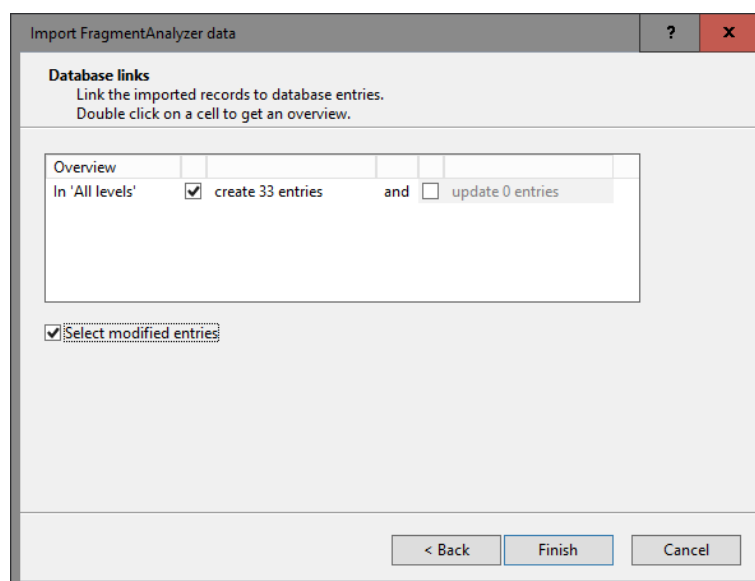 Import FragmentAnalyzer data ? x
Database links
Link the imported records to database entries.
Double click on a cell to get an overview.
Overview
In 'All levels' create 33 entries and update 0 entries
Select modified entries
< Back Finish Cancel